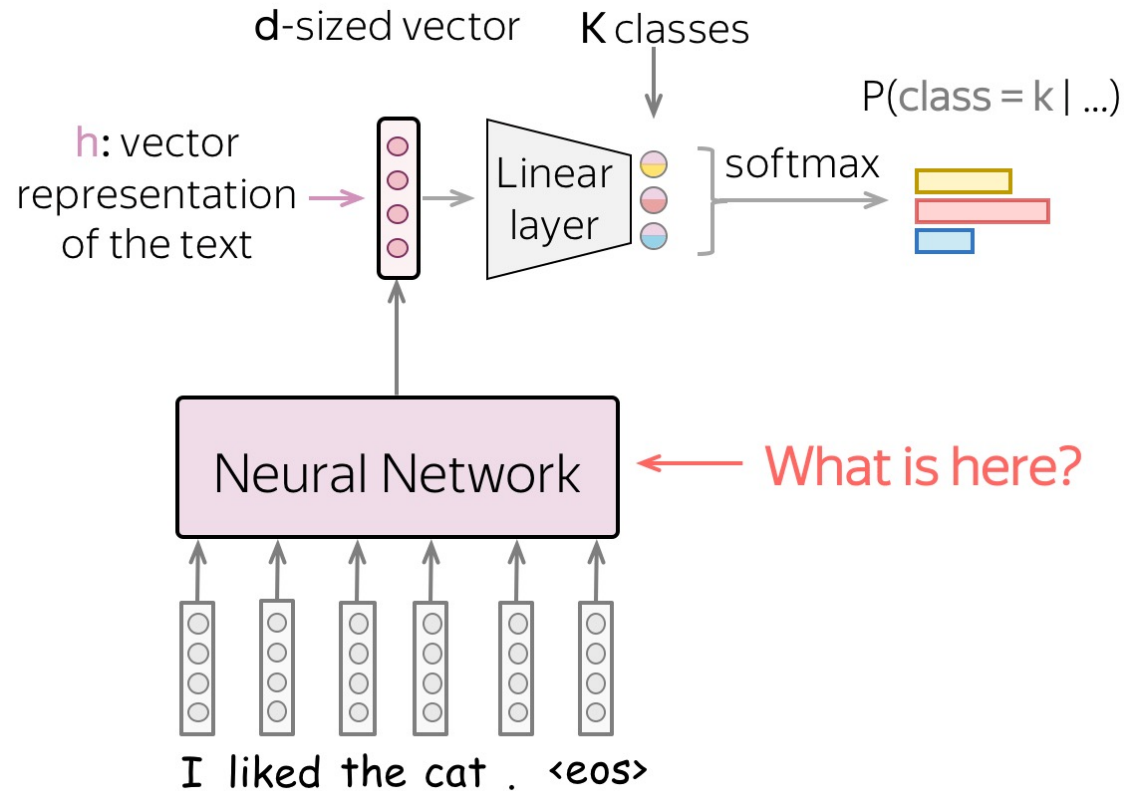 d-sized vector
K classes
P(class = k | ...)
h: vector
representation
of the text
Linear
layer
softmax
Neural Network
What is here?
I liked the cat . <eos>